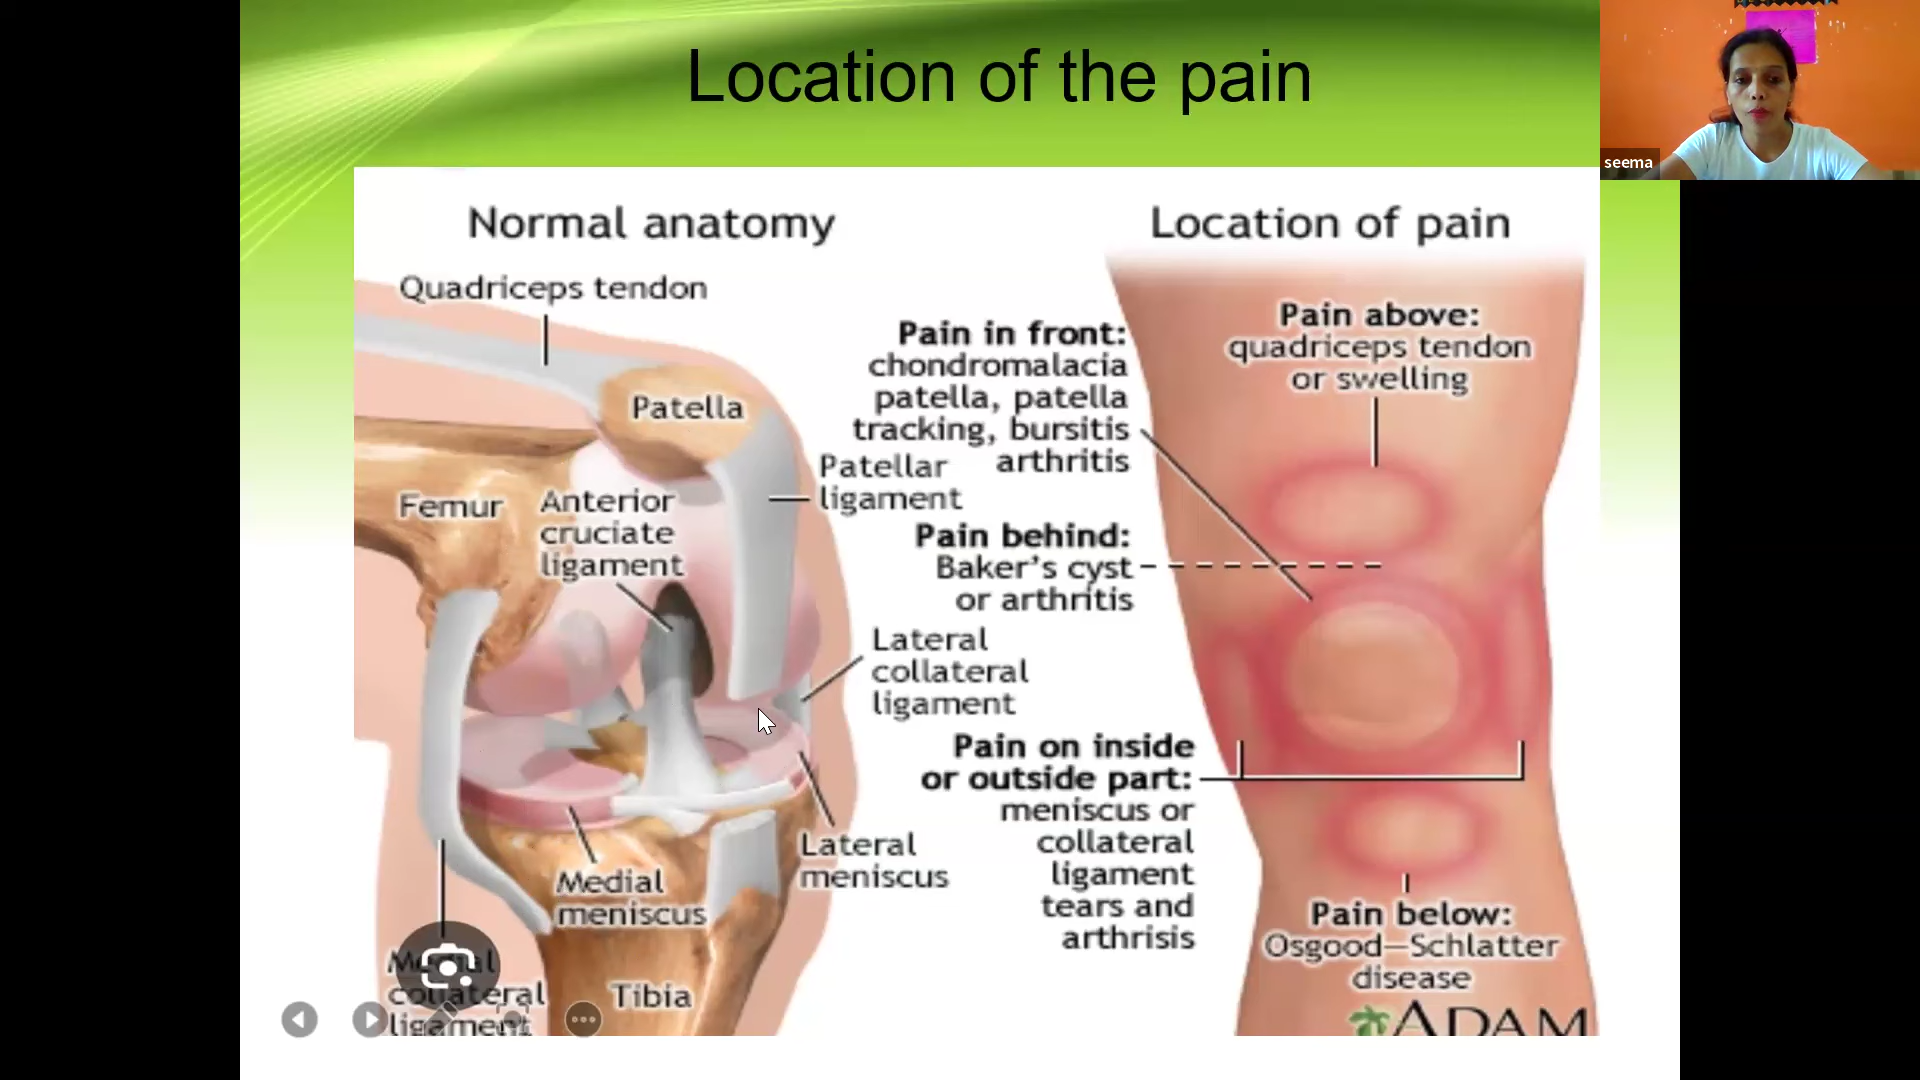 Location of the pain
seema
Normal anatomy
Quadriceps tendon
Patella
Patellar
ligament
Femur
Anterior
cruciate
ligament
Lateral
collateral
ligament
Lateral
meniscus
Medial
meniscus
Medial
collateral
ligament
Tibia
Location of pain
Pain in front:
chondromalacia
patella, patella
tracking, bursitis
arthritis
Pain behind:
Baker's cyst
or arthritis
Pain on inside
or outside part:
meniscus or
collateral
ligament
tears and
arthrisis
Pain above:
quadriceps tendon
or swelling
Pain below:
Osgood–Schlatter
disease
ADAM